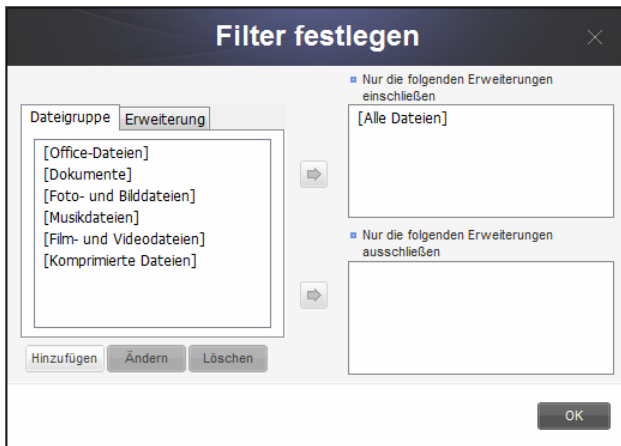 Filter festlegen
Dateigruppe
Erweiterung
[Office-Dateien]
[Dokumente]
[Foto- und Bilddateien]
[Musikdateien]
[Film- und Videodateien]
[Komprimierte Dateien]
Hinzufügen
Ändern
Löschen
Nur die folgenden Erweiterungen
einschließen
[Alle Dateien]
Nur die folgenden Erweiterungen
ausschließen
OK